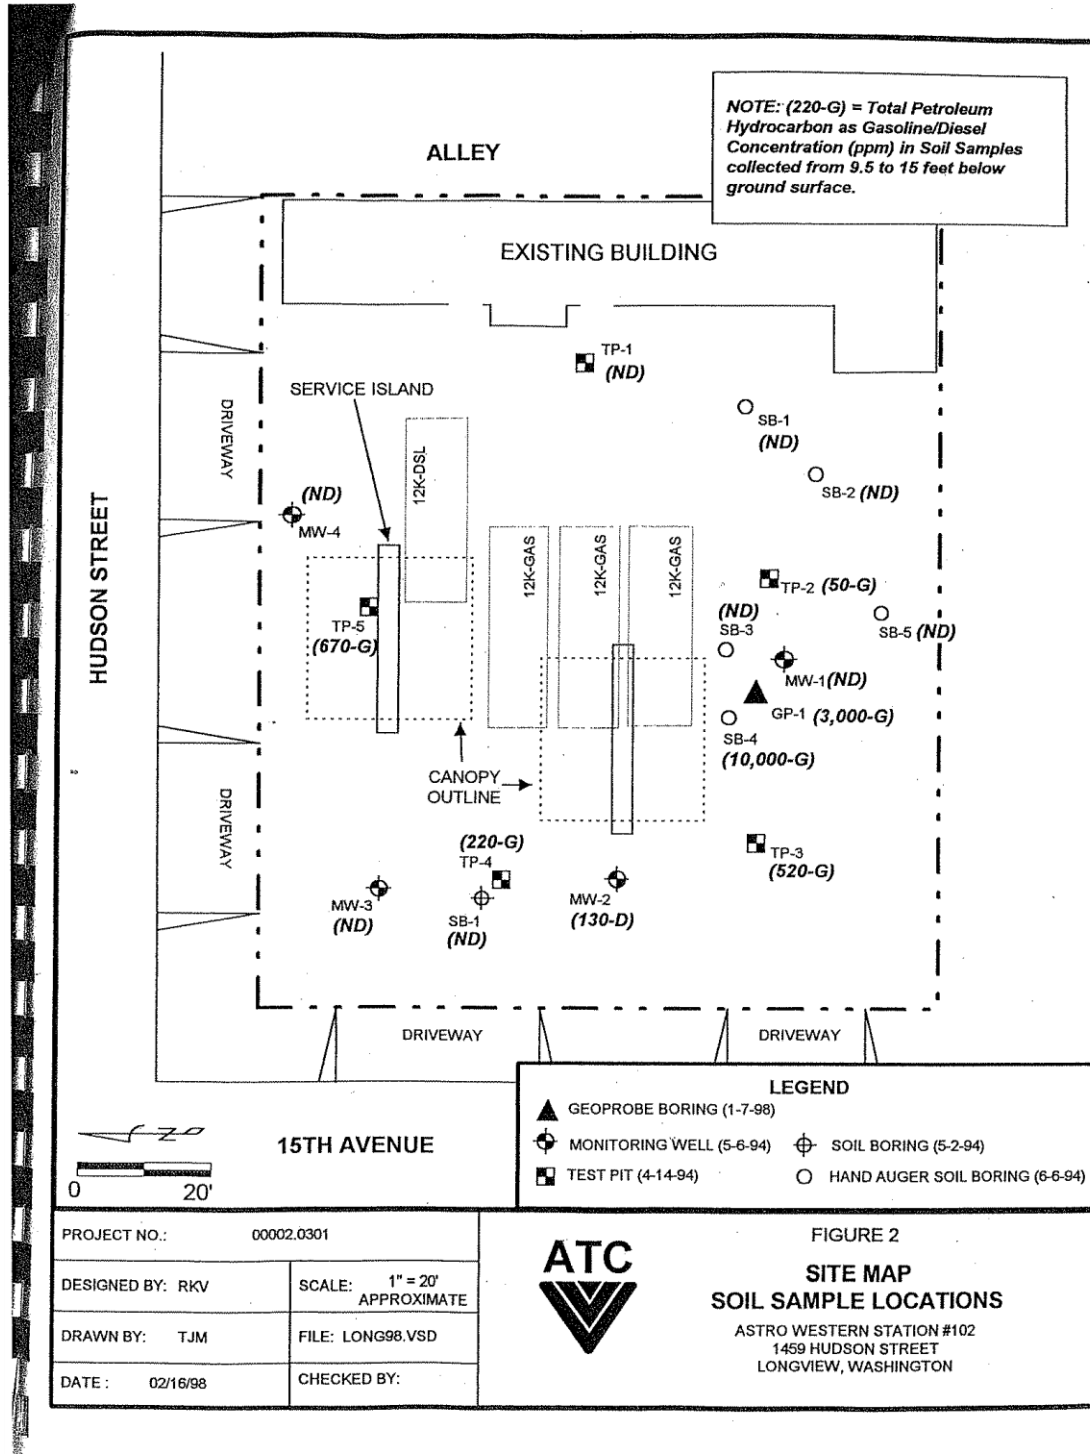 NOTE: (220-G) = Total Petroleum
Hydrocarbon as Gasoline/Diesel
Concentration (ppm) in Soil Samples
collected from 9.5 to 15 feet below
ground surface.
ALLEY
EXISTING BUILDING
TP-1
(ND)
SERVICE ISLAND
SB-1
(ND)
DRIVEWAY
12K-DSL
SB-2 (ND)
(ND)
MW-4
HUDSON STREET
12K-GAS
12K-GAS
12K-GAS
TP-2 (50-G)
(ND)
SB-3
SB-5 (ND)
TP-5
(670-G)
MW-1 (ND)
GP-1 (3,000-G)
SB-4
(10,000-G)
CANOPY
OUTLINE
DRIVEWAY
(220-G)
TP-4
TP-3
(520-G)
MW-3
(ND)
SB-1
(ND)
MW-2
(130-D)
DRIVEWAY
DRIVEWAY
LEGEND
GEOPROBE BORING (1-7-98)
MONITORING WELL (5-6-94)
SOIL BORING (5-2-94)
TEST PIT (4-14-94)
HAND AUGER SOIL BORING (6-6-94)
15TH AVENUE
0 20'
PROJECT NO.: 00002.0301
DESIGNED BY: RKV
SCALE: 1" = 20'
APPROXIMATE
DRAWN BY: TJM
FILE: LONG98.VSD
DATE : 02/16/98
CHECKED BY:
ATC
FIGURE 2
SITE MAP
SOIL SAMPLE LOCATIONS
ASTRO WESTERN STATION #102
1459 HUDSON STREET
LONGVIEW, WASHINGTON